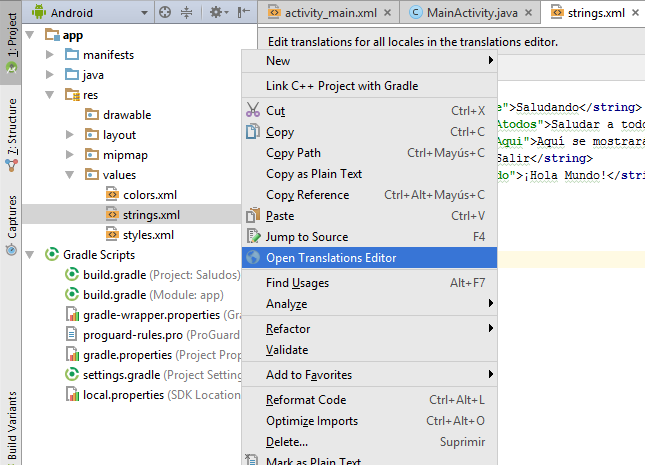 Android
activity_main.xml
MainActivity.java
strings.xml
1: Project
7: Structure
Captures
Build Variants
app
manifests
java
res
drawable
layout
mipmap
values
colors.xml
strings.xml
styles.xml
Gradle Scripts
build.gradle (Project: Saludos)
build.gradle (Module: app)
gradle-wrapper.properties (Gra
proguard-rules.pro (ProGuard
gradle.properties (Project Prop
settings.gradle (Project Setting
local.properties (SDK Location
Edit translations for all locales in the translations editor.
New
Link C++ Project with Gradle
Cut Ctrl+X
Copy Ctrl+C
Copy Path Ctrl+Mayús+C
Copy as Plain Text
Copy Reference Ctrl+Alt+Mayús+C
Paste Ctrl+V
Jump to Source F4
Open Translations Editor
Find Usages Alt+F7
Analyze
Refactor
Validate
Add to Favorites
Reformat Code Ctrl+Alt+L
Optimize Imports Ctrl+Alt+O
Delete... Suprimir
Mark as Plain Text
e">Saludando</string>
Atodos">Saludar a todo
Aqui">Aquí se mostrara
Salir</string>
do">¡Hola Mundo!</stri